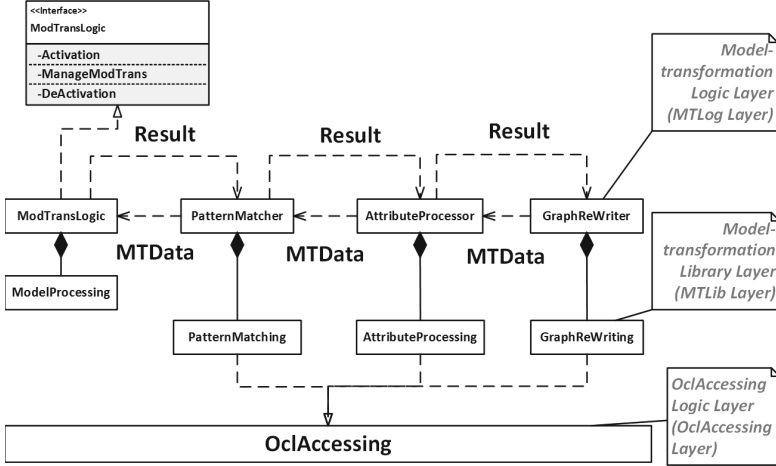 <<Interface>>
ModTransLogic
-Activation
-ManageModTrans
-DeActivation
Model-
transformation
Logic Layer
(MTLog Layer)
Result
Result
Result
ModTransLogic
PatternMatcher
AttributeProcessor
GraphReWriter
MTData
MTData
MTData
Model-
transformation
Library Layer
(MTLib Layer)
ModelProcessing
PatternMatching
AttributeProcessing
GraphReWriting
OclAccessing
Logic Layer
(OclAccessing
Layer)
OclAccessing